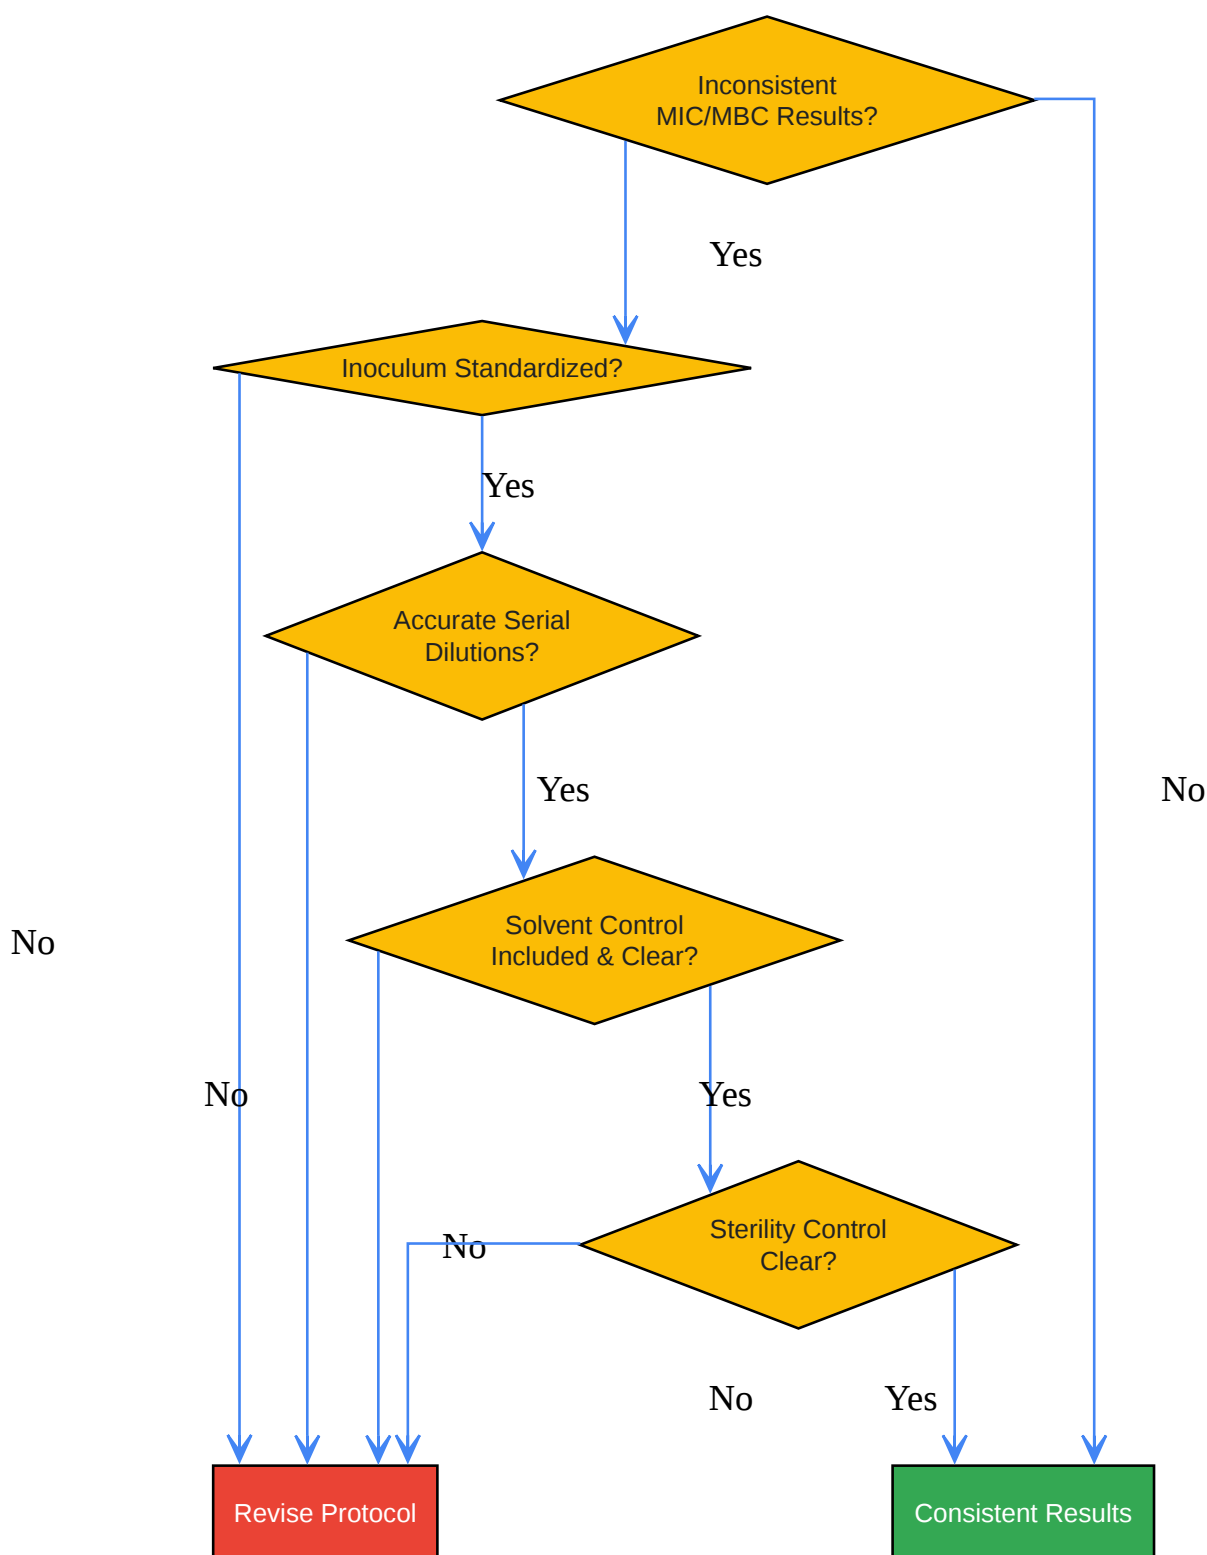 Inconsistent
MIC/MBC Results?
Yes
Inoculum Standardized?
Yes
Accurate Serial
Dilutions?
Yes
No
Solvent Control
Included & Clear?
No
No
Yes
Sterility Control
Clear?
No
No
Yes
Revise Protocol
Consistent Results